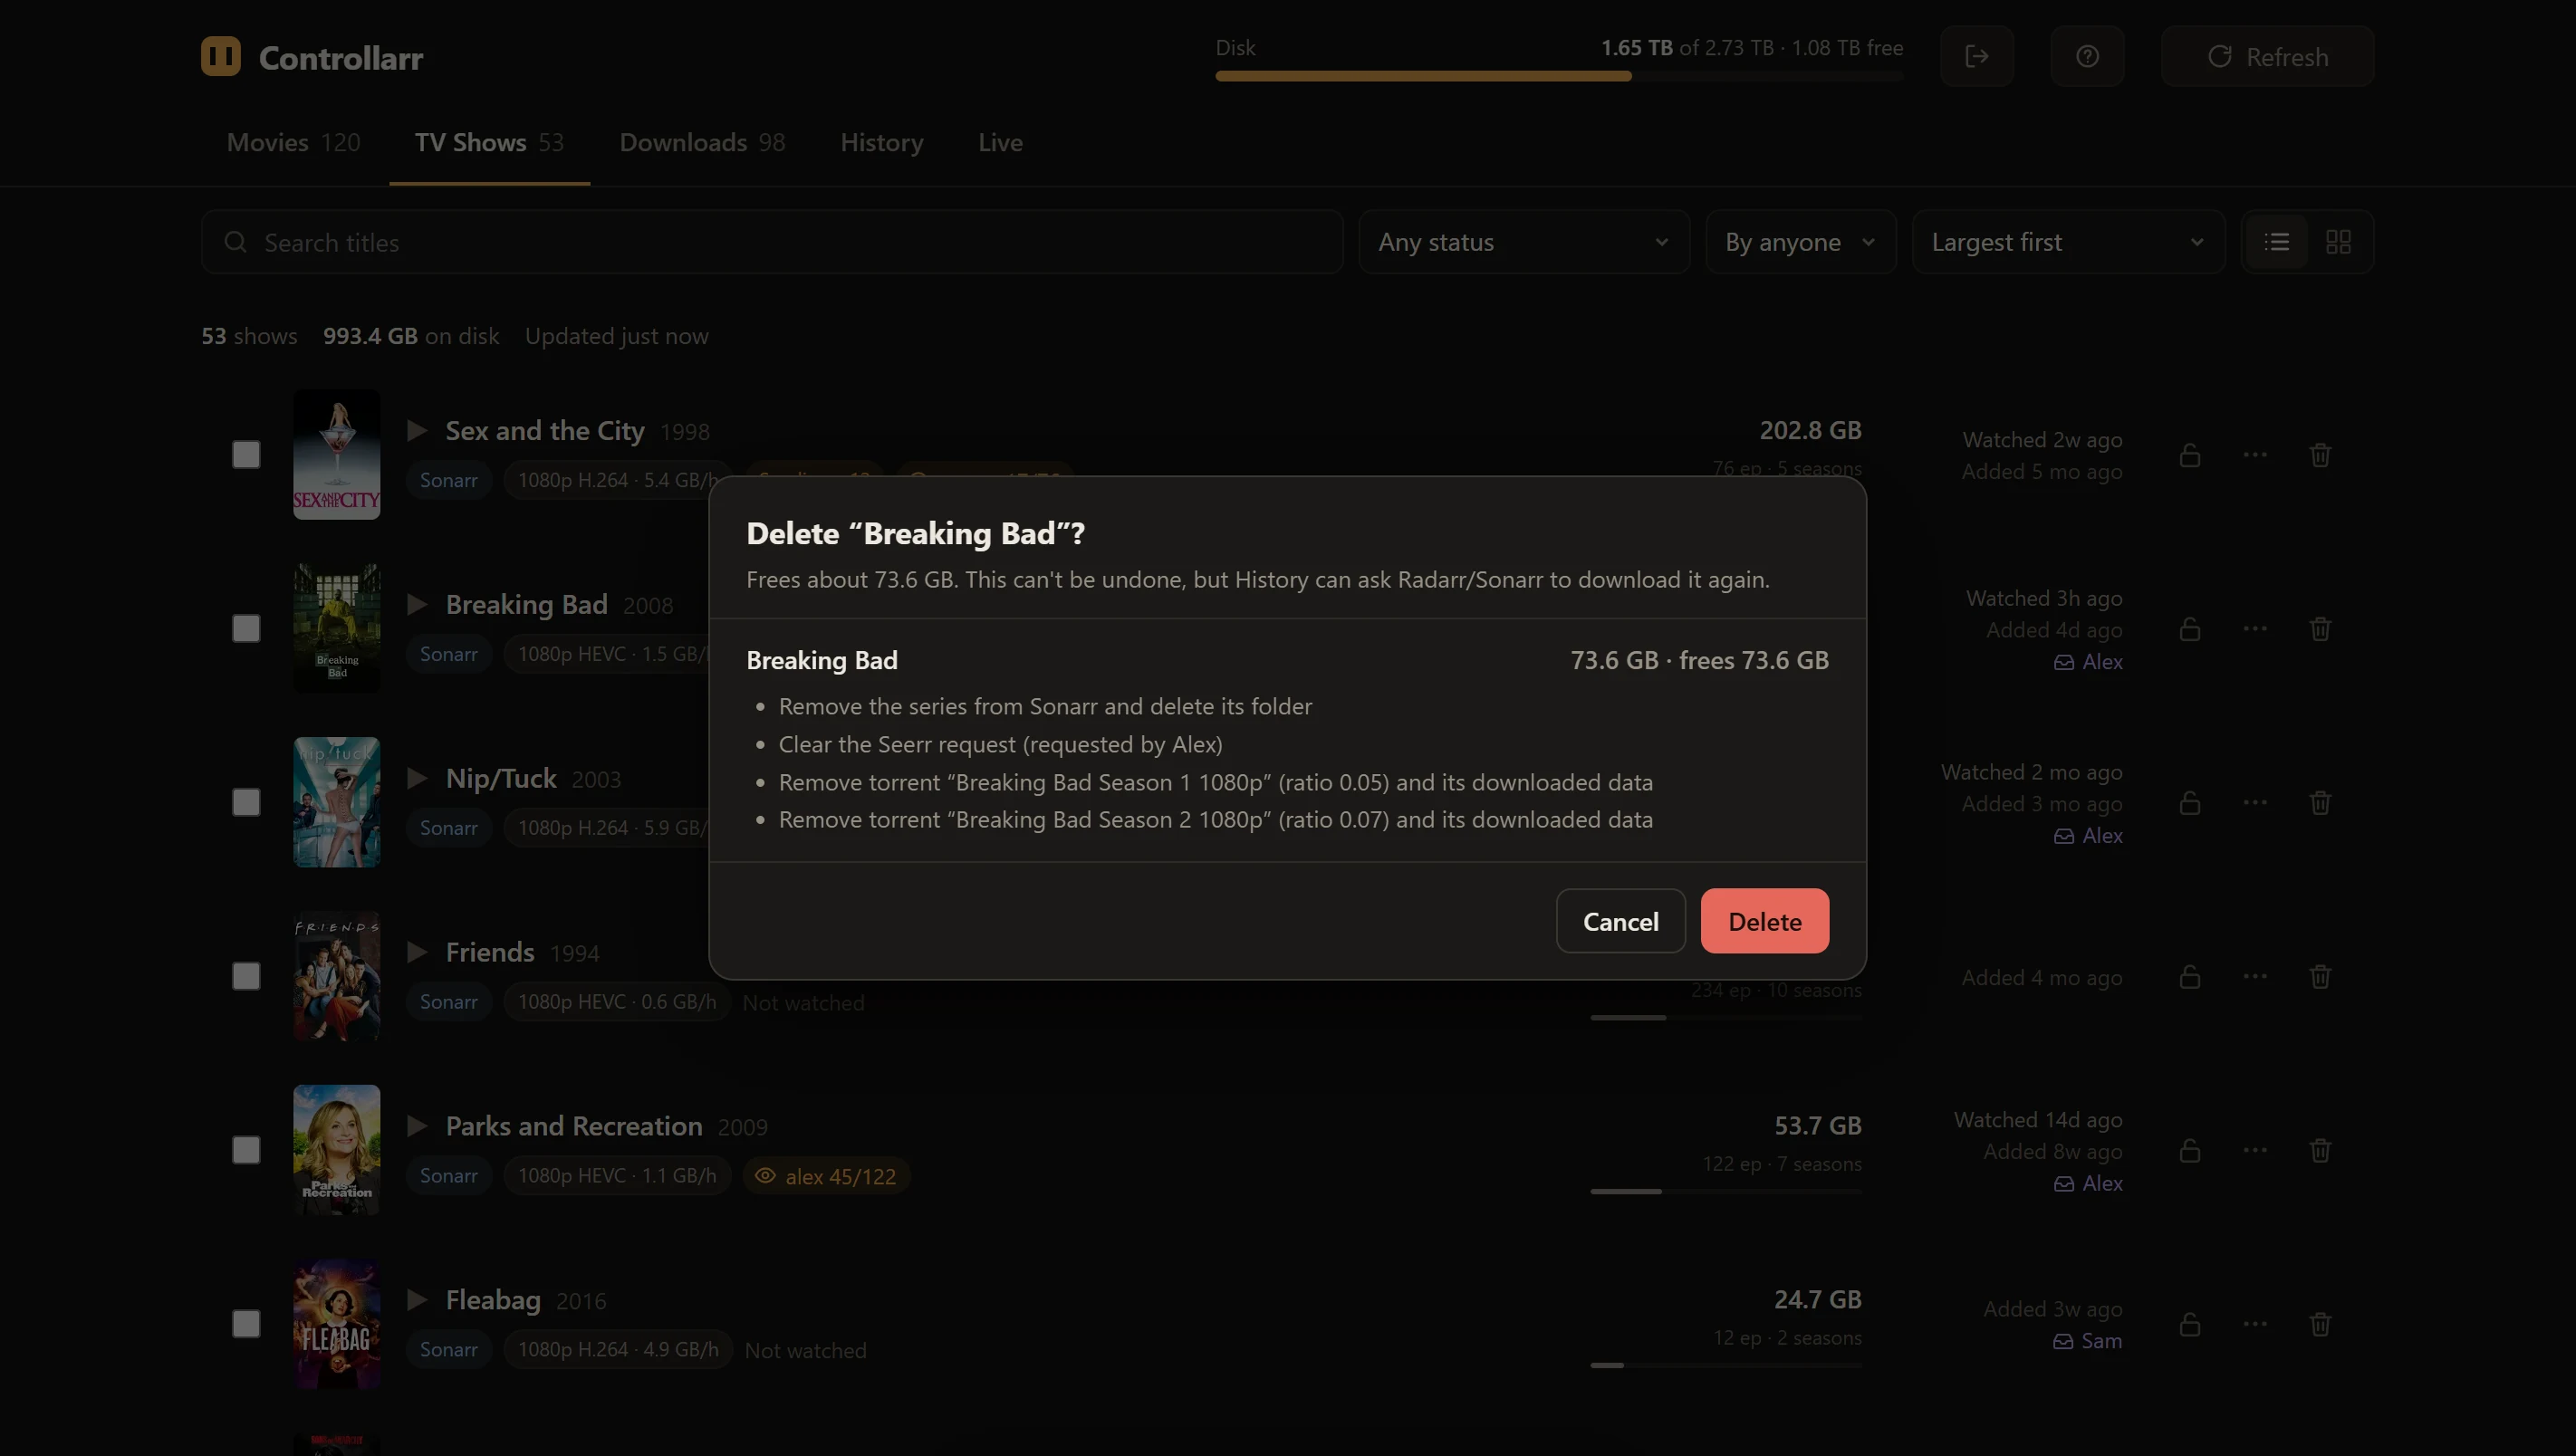 Controllarr
Disk
1.65 TB of 2.73 TB · 1.08 TB free
Refresh
Movies 120
TV Shows 53
Downloads 98
History
Live
Search titles
Any status
By anyone
Largest first
53 shows 993.4 GB on disk Updated just now
SEX AND THE CITY
Sex and the City 1998
Sonarr
1080p H.264 · 5.4 GB/h
202.8 GB
76 ep · 5 seasons
Watched 2w ago
Added 5 mo ago
Delete “Breaking Bad”?
Frees about 73.6 GB. This can't be undone, but History can ask Radarr/Sonarr to download it again.
Breaking Bad
73.6 GB · frees 73.6 GB
• Remove the series from Sonarr and delete its folder
• Clear the Seerr request (requested by Alex)
• Remove torrent “Breaking Bad Season 1 1080p” (ratio 0.05) and its downloaded data
• Remove torrent “Breaking Bad Season 2 1080p” (ratio 0.07) and its downloaded data
Cancel
Delete
Breaking
Bad
Breaking Bad 2008
Sonarr
1080p HEVC · 1.5 GB/
Watched 3h ago
Added 4d ago
Alex
nip/tuck
Nip/Tuck 2003
Sonarr
1080p H.264 · 5.9 GB/
Watched 2 mo ago
Added 3 mo ago
Alex
F·R·I·E·N·D·S
Friends 1994
Sonarr
1080p HEVC · 0.6 GB/h
Not watched
234 ep · 10 seasons
Added 4 mo ago
Parks and
Recreation
Parks and Recreation 2009
Sonarr
1080p HEVC · 1.1 GB/h
alex 45/122
53.7 GB
122 ep · 7 seasons
Watched 14d ago
Added 8w ago
Alex
FLEABAG
Fleabag 2016
Sonarr
1080p H.264 · 4.9 GB/h
Not watched
24.7 GB
12 ep · 2 seasons
Added 3w ago
Sam